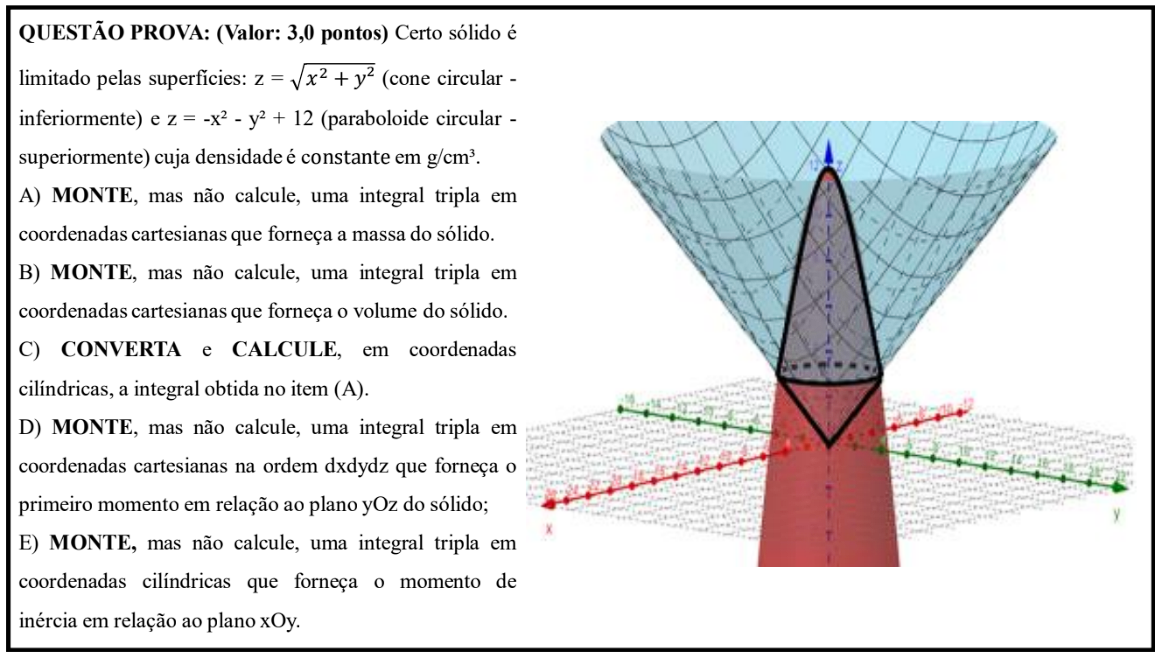 QUESTÃO PROVA: (Valor: 3,0 pontos) Certo sólido é
limitado pelas superfícies: z = √(x² + y²) (cone circular -
inferiormente) e z = -x² - y² + 12 (paraboloide circular -
superiormente) cuja densidade é constante em g/cm³.
A) MONTE, mas não calcule, uma integral tripla em
coordenadas cartesianas que forneça a massa do sólido.
B) MONTE, mas não calcule, uma integral tripla em
coordenadas cartesianas que forneça o volume do sólido.
C) CONVERTA e CALCULE, em coordenadas
cilíndricas, a integral obtida no item (A).
D) MONTE, mas não calcule, uma integral tripla em
coordenadas cartesianas na ordem dxdydz que forneça o
primeiro momento em relação ao plano yOz do sólido;
E) MONTE, mas não calcule, uma integral tripla em
coordenadas cilíndricas que forneça o momento de
inércia em relação ao plano xOy.
12 z
x
y